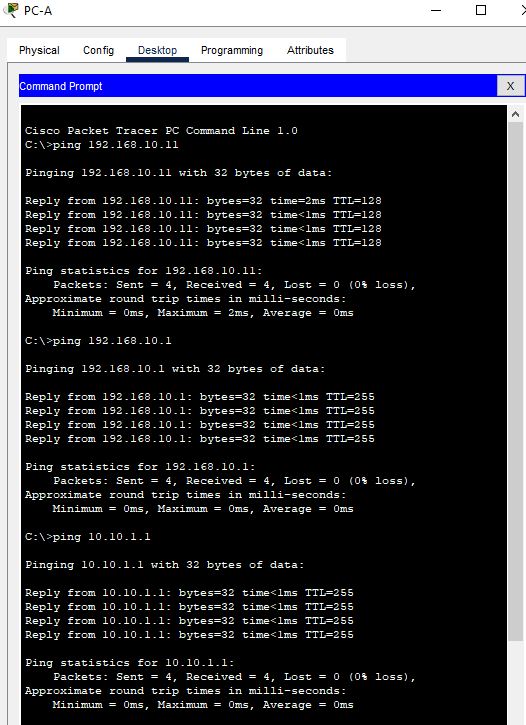 PC-A
Physical Config Desktop Programming Attributes
Command Prompt X
Cisco Packet Tracer PC Command Line 1.0
C:\>ping 192.168.10.11
Pinging 192.168.10.11 with 32 bytes of data:
Reply from 192.168.10.11: bytes=32 time=2ms TTL=128
Reply from 192.168.10.11: bytes=32 time<1ms TTL=128
Reply from 192.168.10.11: bytes=32 time<1ms TTL=128
Reply from 192.168.10.11: bytes=32 time<1ms TTL=128
Ping statistics for 192.168.10.11:
Packets: Sent = 4, Received = 4, Lost = 0 (0% loss),
Approximate round trip times in milli-seconds:
Minimum = 0ms, Maximum = 2ms, Average = 0ms
C:\>ping 192.168.10.1
Pinging 192.168.10.1 with 32 bytes of data:
Reply from 192.168.10.1: bytes=32 time<1ms TTL=255
Reply from 192.168.10.1: bytes=32 time<1ms TTL=255
Reply from 192.168.10.1: bytes=32 time<1ms TTL=255
Reply from 192.168.10.1: bytes=32 time<1ms TTL=255
Ping statistics for 192.168.10.1:
Packets: Sent = 4, Received = 4, Lost = 0 (0% loss),
Approximate round trip times in milli-seconds:
Minimum = 0ms, Maximum = 0ms, Average = 0ms
C:\>ping 10.10.1.1
Pinging 10.10.1.1 with 32 bytes of data:
Reply from 10.10.1.1: bytes=32 time<1ms TTL=255
Reply from 10.10.1.1: bytes=32 time<1ms TTL=255
Reply from 10.10.1.1: bytes=32 time<1ms TTL=255
Reply from 10.10.1.1: bytes=32 time<1ms TTL=255
Ping statistics for 10.10.1.1:
Packets: Sent = 4, Received = 4, Lost = 0 (0% loss),
Approximate round trip times in milli-seconds:
Minimum = 0ms, Maximum = 0ms, Average = 0ms